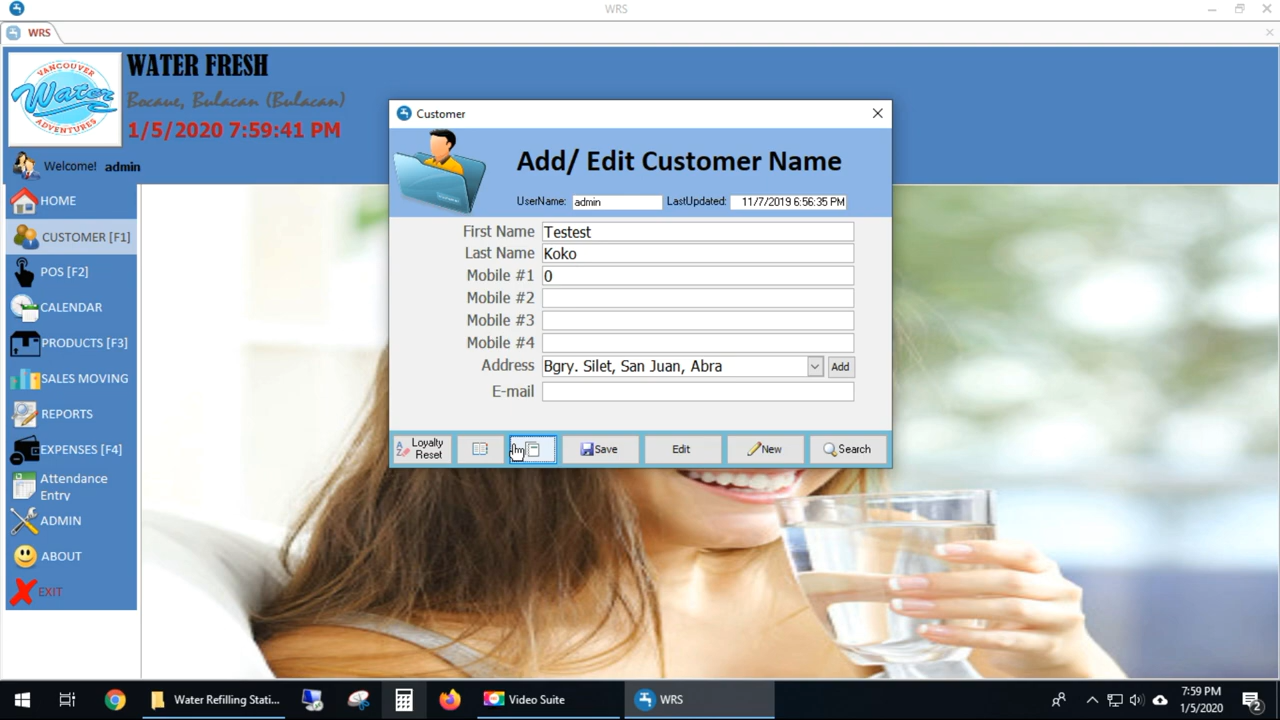 WRS
WRS
VANCOUVER
Water
ADVENTURES
WATER FRESH
Bocaue, Bulacan (Bulacan)
1/5/2020 7:59:41 PM
Welcome! admin
HOME
CUSTOMER [F1]
POS [F2]
CALENDAR
PRODUCTS [F3]
SALES MOVING
REPORTS
EXPENSES [F4]
Attendance
Entry
ADMIN
ABOUT
EXIT
Customer
Add/ Edit Customer Name
UserName: admin LastUpdated: 11/7/2019 6:56:35 PM
First Name Testest
Last Name Koko
Mobile #1 0
Mobile #2
Mobile #3
Mobile #4
Address Bgry. Silet, San Juan, Abra Add
E-mail
Loyalty
Reset
Save Edit New Search
Water Refilling Stati...
Video Suite
WRS
7:59 PM
1/5/2020
2